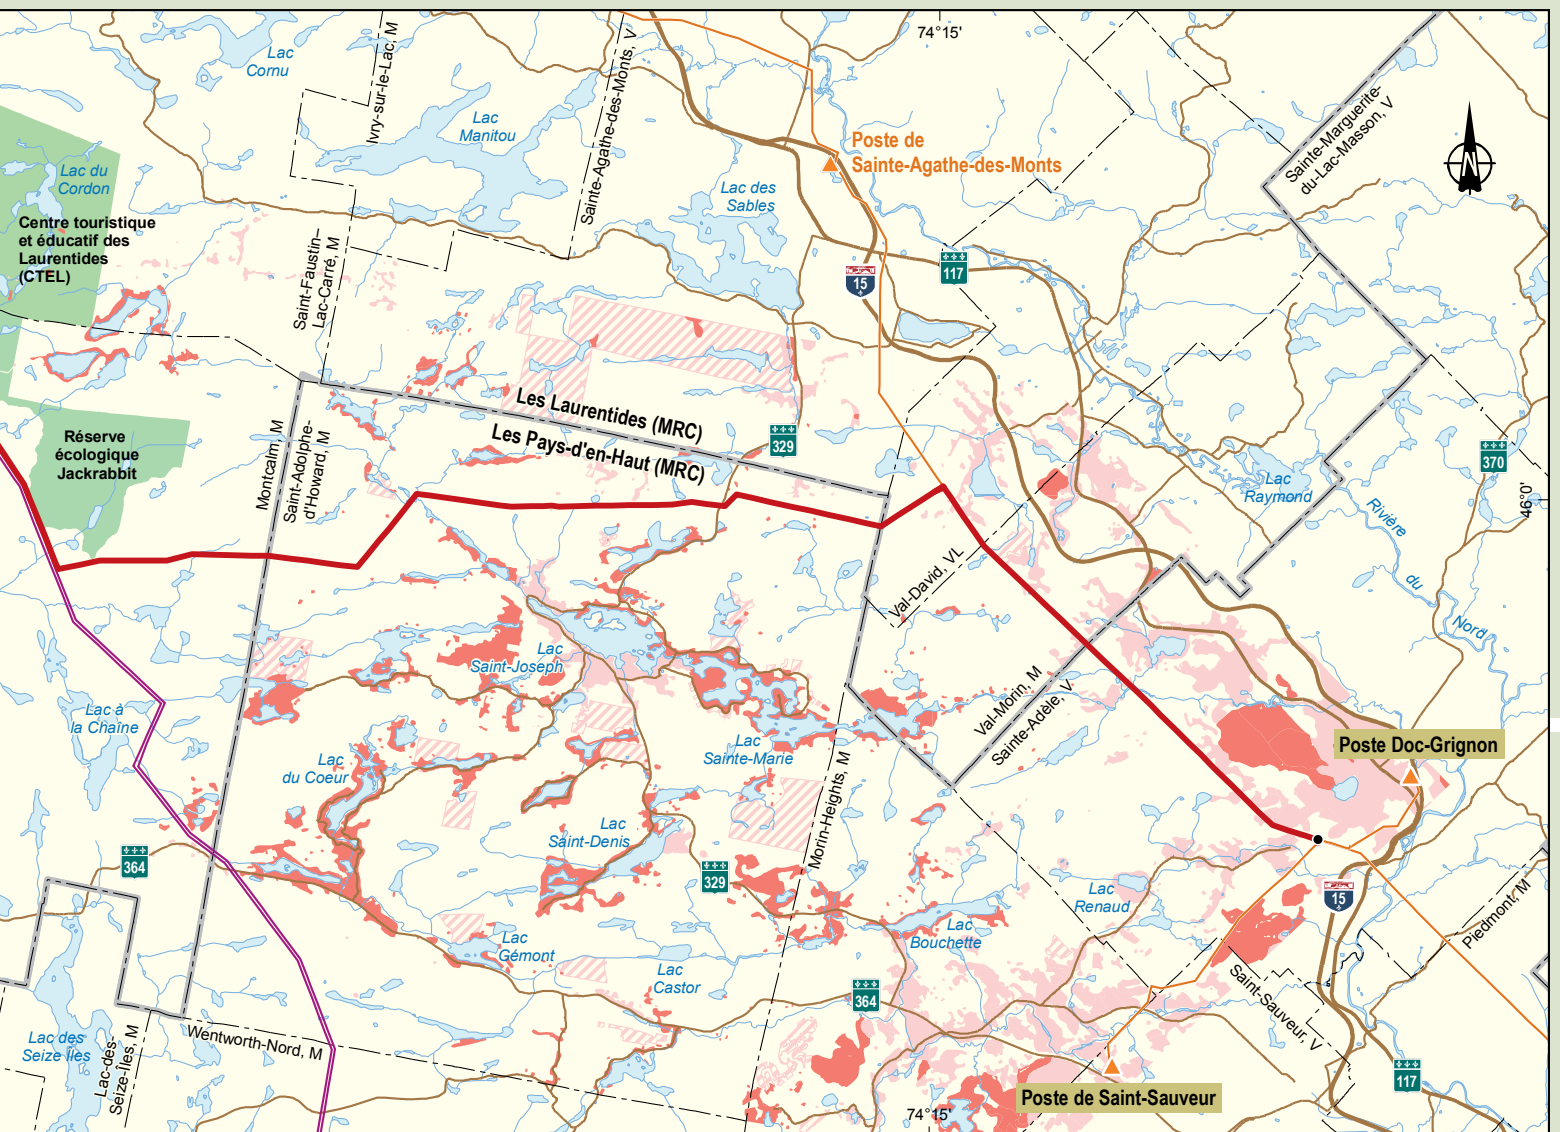 74°15'
Lac
Cornu
Ivry-sur-le-Lac, M
Sainte-Agathe-des-Monts, V
Lac
Manitou
Poste de
Sainte-Agathe-des-Monts
Sainte-Marguerite-
du-Lac-Masson, V
N
Lac du
Cordon
Lac des
Sables
Centre touristique
et éducatif des
Laurentides
(CTEL)
Saint-Faustin–
Lac-Carré, M
15
117
Les Laurentides (MRC)
Les Pays-d'en-Haut (MRC)
329
Réserve
écologique
Jackrabbit
Montcalm, M
Saint-Adolphe-
d'Howard, M
370
Lac
Raymond
46°0'
Rivière
du
Nord
Val-David, VL
Lac
Saint-Joseph
Val-Morin, M
Sainte-Adèle, V
Lac à
la Chaîne
Lac
Sainte-Marie
Poste Doc-Grignon
Lac
du Coeur
Morin-Heights, M
Lac
Saint-Denis
364
329
Lac
Renaud
15
Piedmont, M
Lac
Bouchette
Lac
Gémont
Lac
Castor
364
Saint-Sauveur, V
Lac des
Seize Îles
Lac-des-
Seize-Îles, M
Wentworth-Nord, M
117
Poste de Saint-Sauveur
74°15'